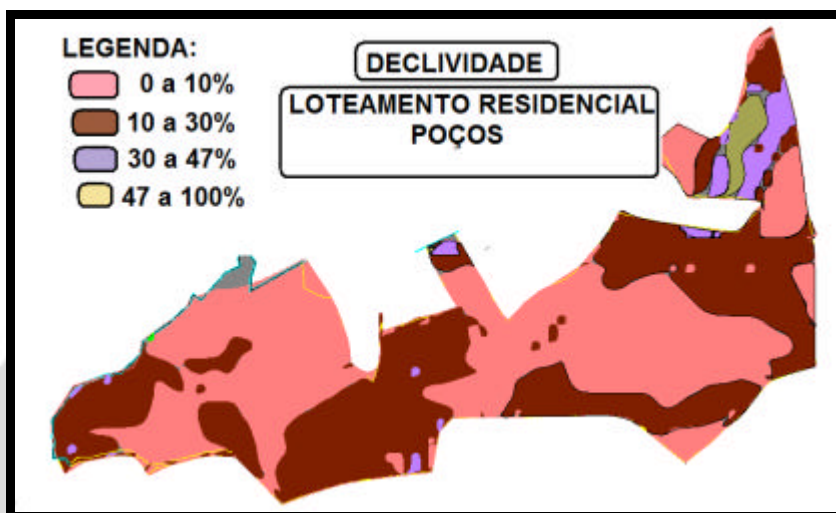 LEGENDA:
0 a 10%
10 a 30%
30 a 47%
47 a 100%
DECLIVIDADE
LOTEAMENTO RESIDENCIAL
POÇOS